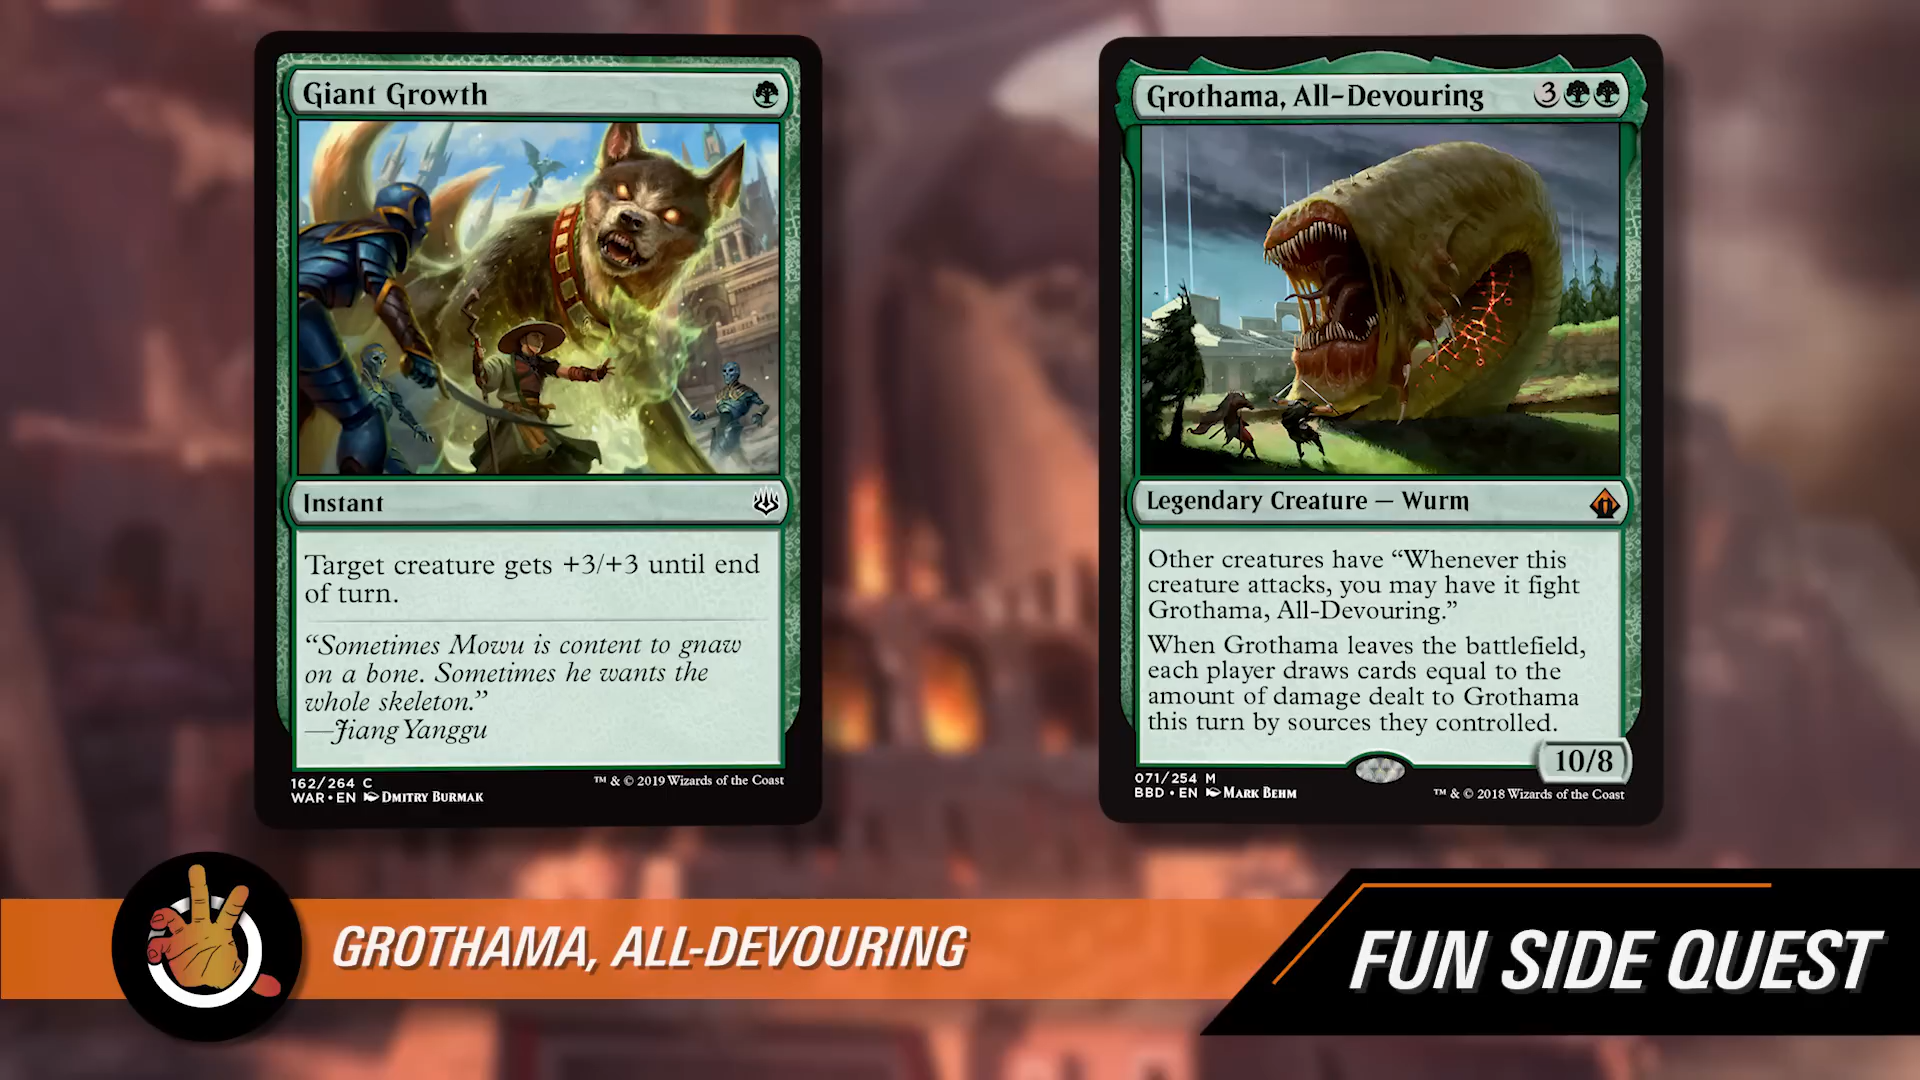 Giant Growth
Instant
Target creature gets +3/+3 until end
of turn.
“Sometimes Mowu is content to gnaw
on a bone. Sometimes he wants the
whole skeleton.”
—Jiang Yanggu
162/264 C
WAR • EN Dmitry Burmak
™ & © 2019 Wizards of the Coast
Grothama, All-Devouring 3
Legendary Creature — Wurm
Other creatures have “Whenever this
creature attacks, you may have it fight
Grothama, All-Devouring.”
When Grothama leaves the battlefield,
each player draws cards equal to the
amount of damage dealt to Grothama
this turn by sources they controlled.
10/8
071/254 M
BBD • EN Mark Behm
™ & © 2018 Wizards of the Coast
GROTHAMA, ALL-DEVOURING
FUN SIDE QUEST